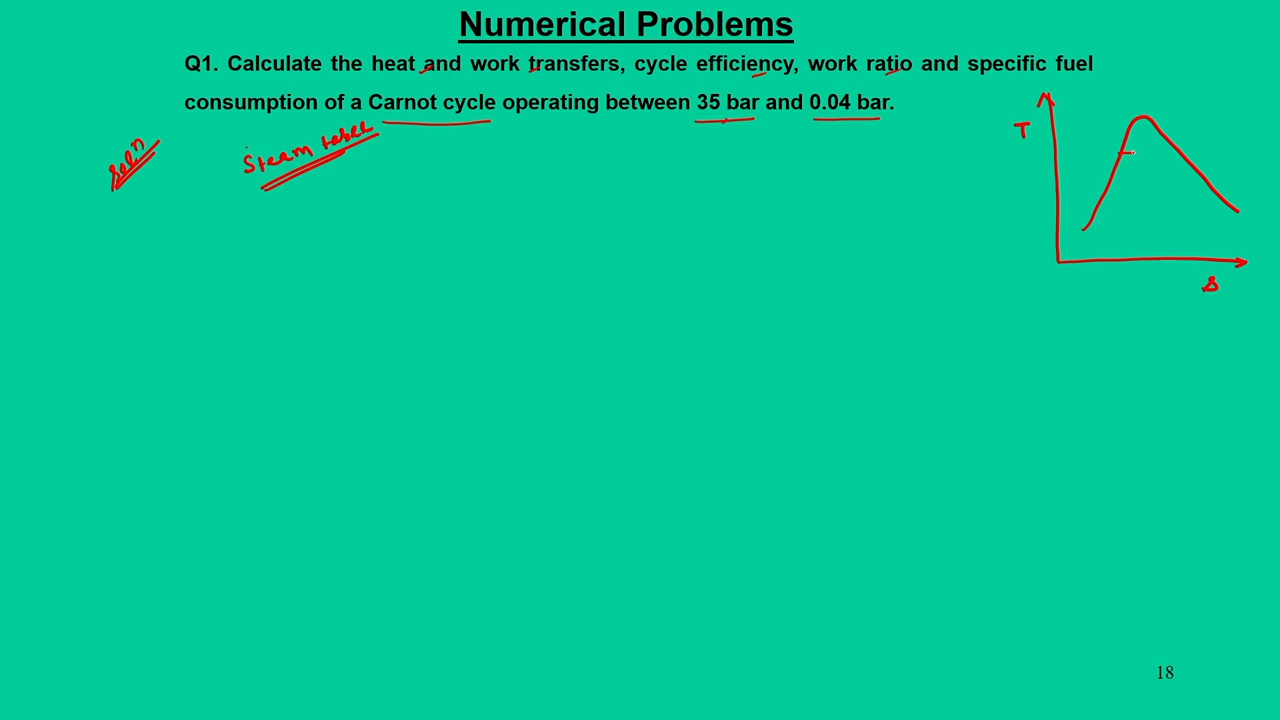 Numerical Problems
Q1. Calculate the heat and work transfers, cycle efficiency, work ratio and specific fuel
consumption of a Carnot cycle operating between 35 bar and 0.04 bar.
Solⁿ
Steam table
T
s
18